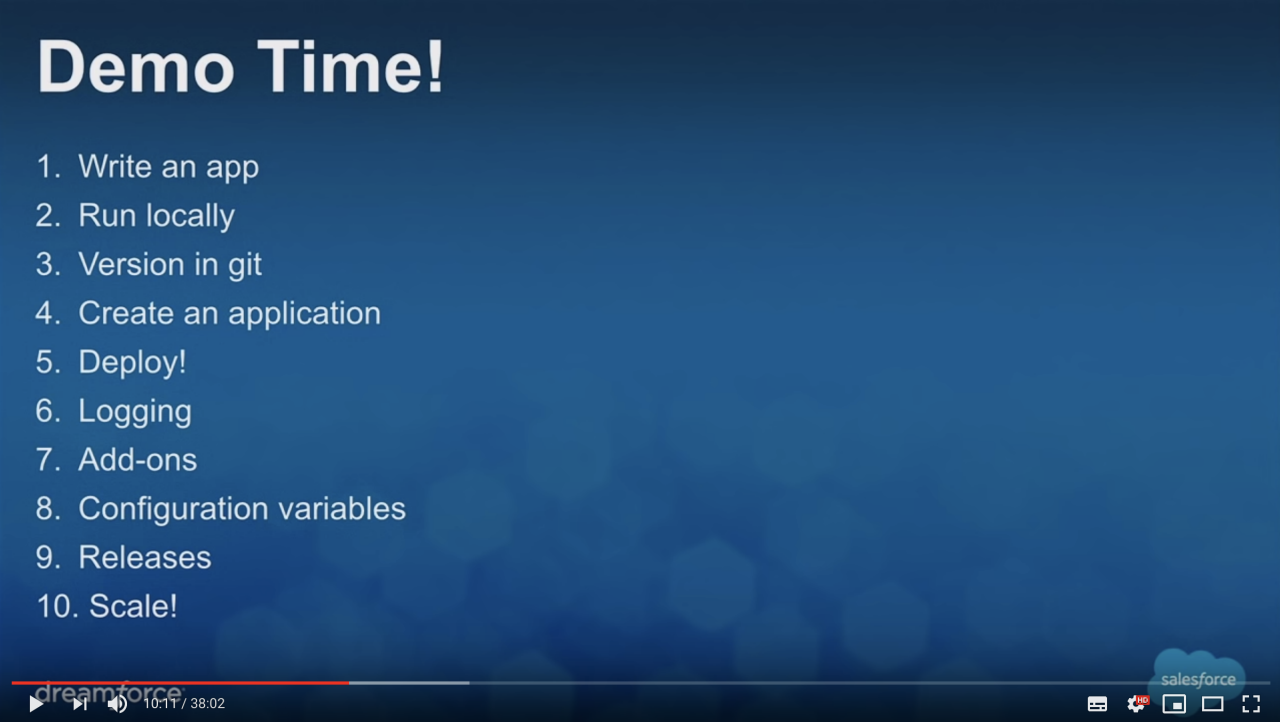 Demo Time!
1. Write an app
2. Run locally
3. Version in git
4. Create an application
5. Deploy!
6. Logging
7. Add-ons
8. Configuration variables
9. Releases
10. Scale!
salesforce
dreamforce
10:11 / 38:02
HD